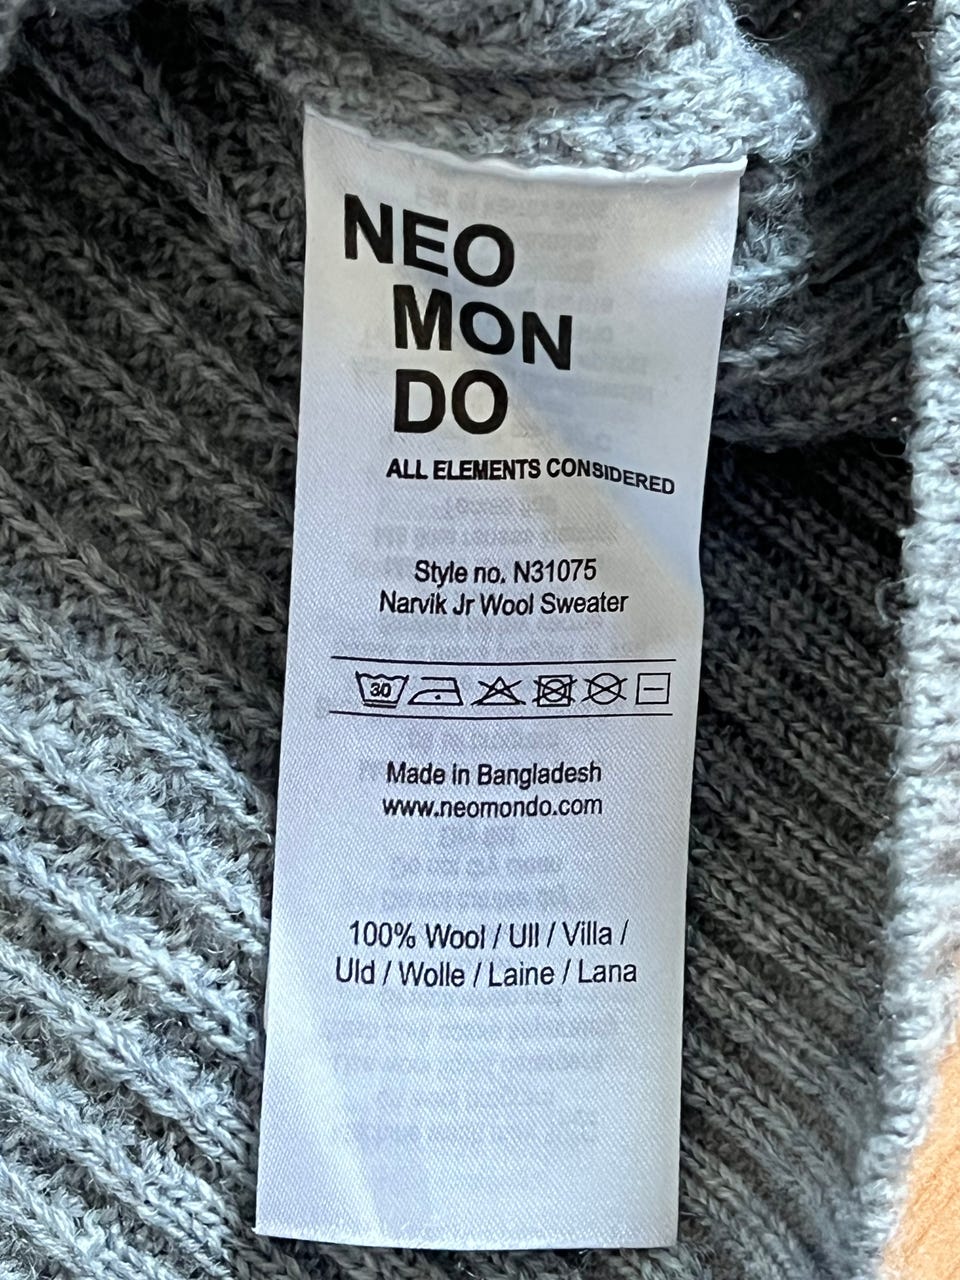 NEO
MON
DO
ALL ELEMENTS CONSIDERED
Style no. N31075
Narvik Jr Wool Sweater
30
Made in Bangladesh
www.neomondo.com
100% Wool / Ull / Villa /
Uld / Wolle / Laine / Lana